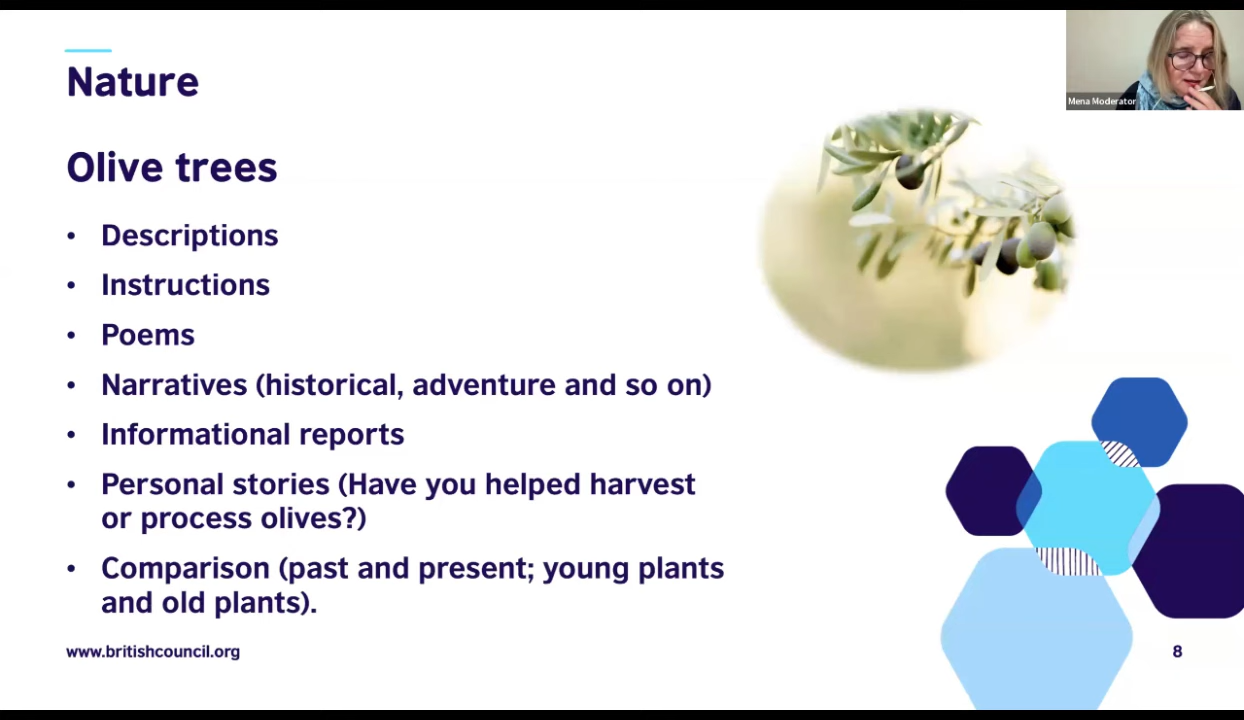 Nature
Olive trees
• Descriptions
• Instructions
• Poems
• Narratives (historical, adventure and so on)
• Informational reports
• Personal stories (Have you helped harvest
or process olives?)
• Comparison (past and present; young plants
and old plants).
www.britishcouncil.org
8
Mena Moderator